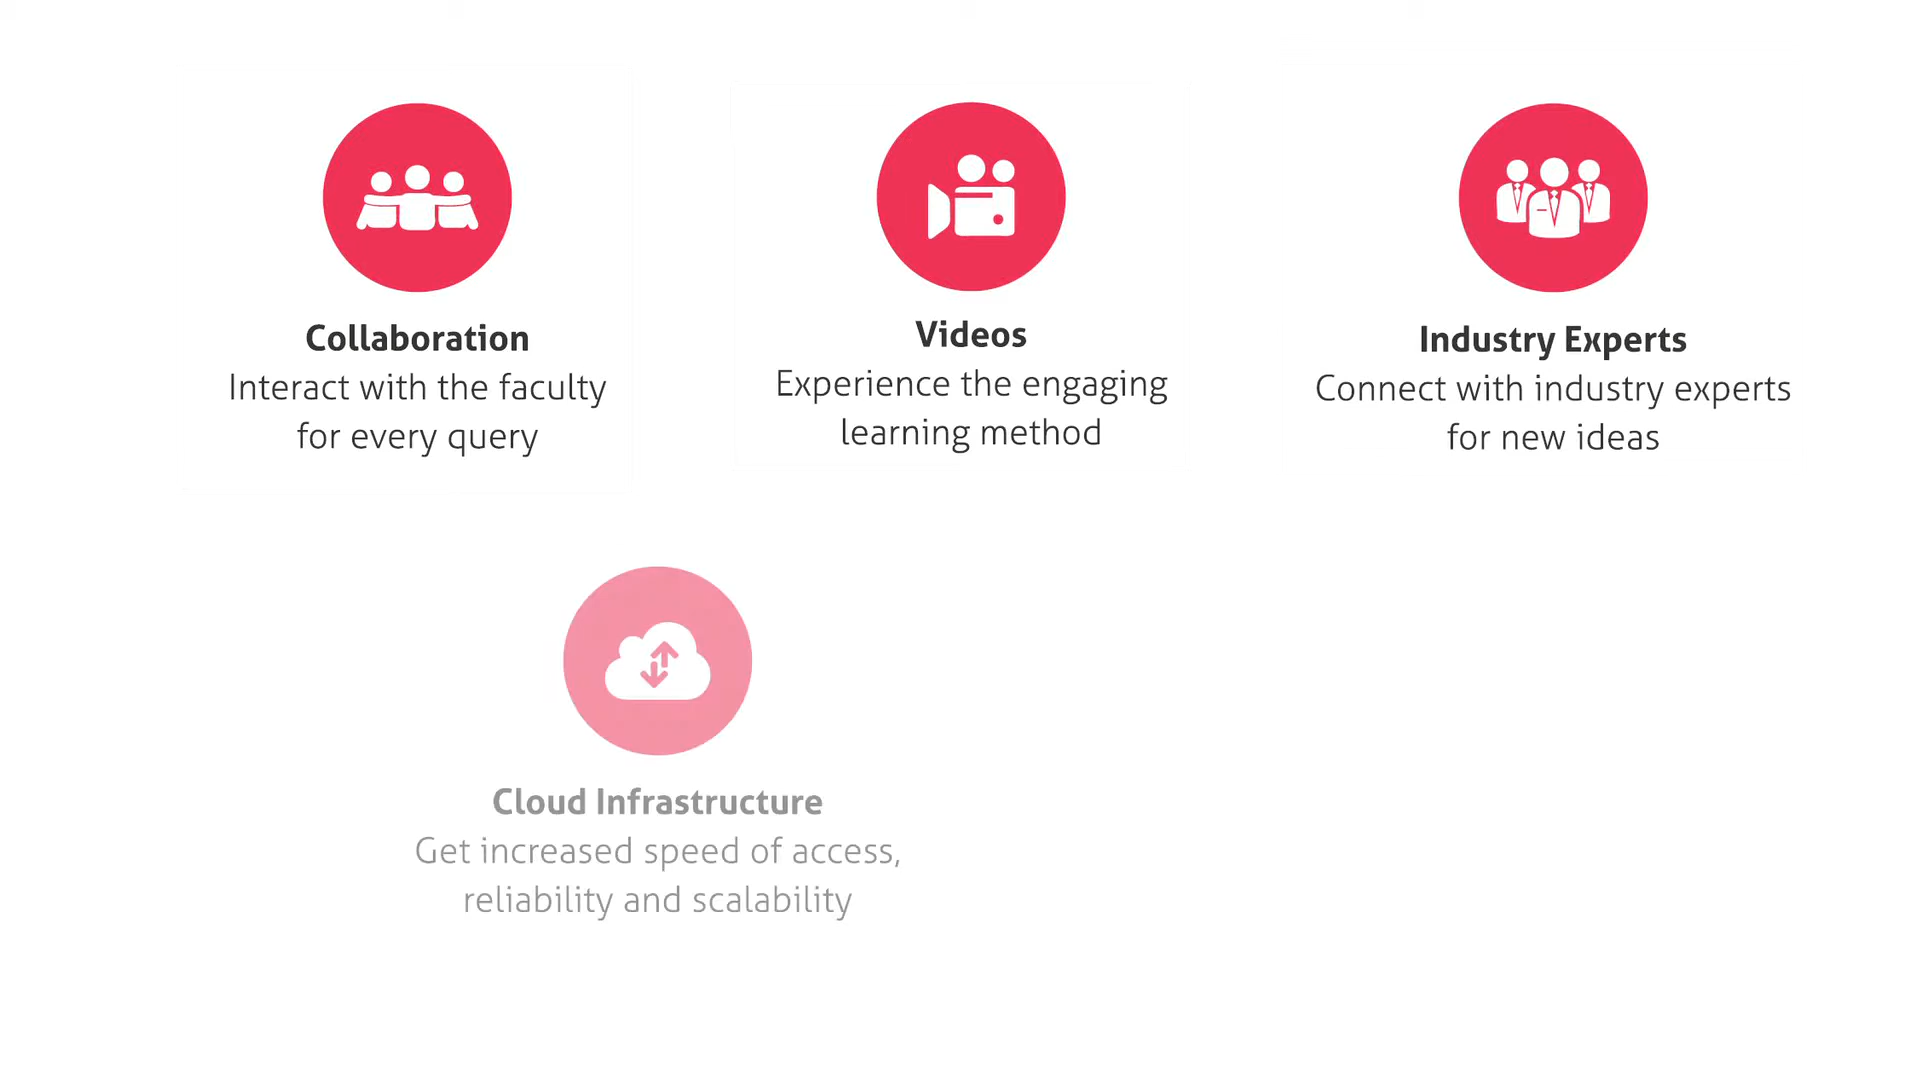 Collaboration
Interact with the faculty
for every query
Videos
Experience the engaging
learning method
Industry Experts
Connect with industry experts
for new ideas
Cloud Infrastructure
Get increased speed of access,
reliability and scalability